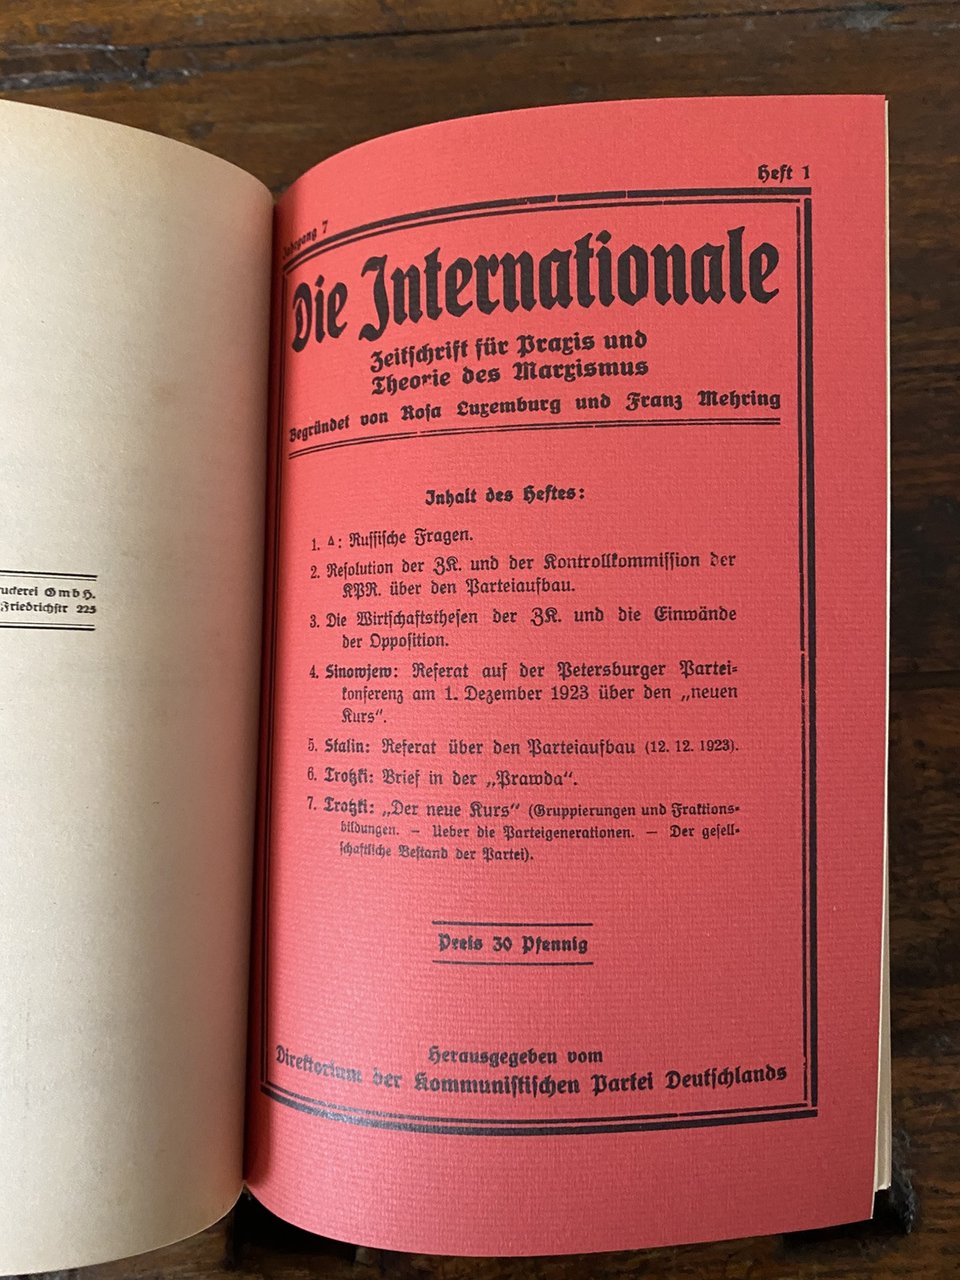 GmbH.
Friedrichstr 225
Heft 1
Jahrgang 7
Die Internationale
Zeitschrift für Praxis und
Theorie des Marxismus
Begründet von Rosa Luxemburg und Franz Mehring
Inhalt des Heftes:
1. Δ: Russische Fragen.
2. Resolution der ZK. und der Kontrollkommission der
KPR. über den Parteiaufbau.
3. Die Wirtschaftsthesen der ZK. und die Einwände
der Opposition.
4. Sinowjew: Referat auf der Petersburger Partei-
konferenz am 1. Dezember 1923 über den „neuen
Kurs“.
5. Stalin: Referat über den Parteiaufbau (12. 12. 1923).
6. Trotzki: Brief in der „Prawda“.
7. Trotzki: „Der neue Kurs“ (Gruppierungen und Fraktions-
bildungen. — Ueber die Parteigenerationen. — Der gesell-
schaftliche Bestand der Partei).
Preis 30 Pfennig
Herausgegeben vom
Direktorium der Kommunistischen Partei Deutschlands